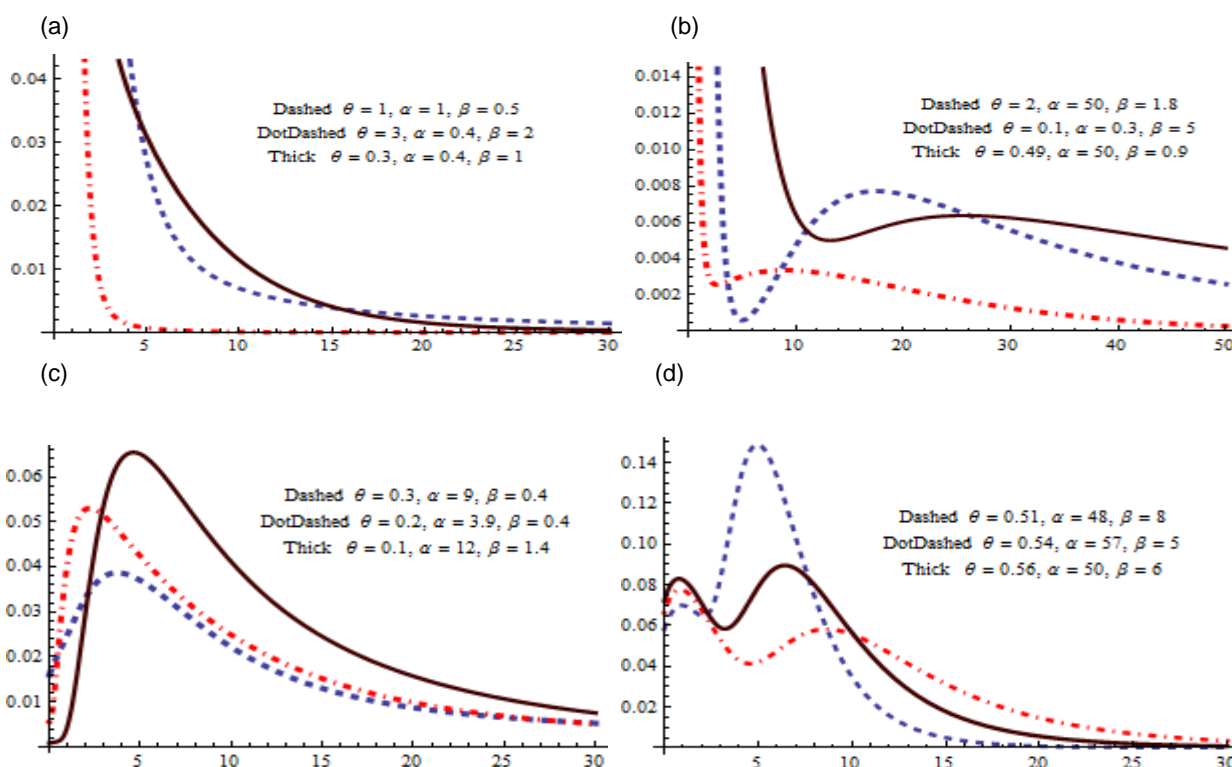 (a)
0.04
0.03
0.02
0.01
5 10 15 20 25 30
Dashed θ = 1, α = 1, β = 0.5
DotDashed θ = 3, α = 0.4, β = 2
Thick θ = 0.3, α = 0.4, β = 1
(b)
0.014
0.012
0.010
0.008
0.006
0.004
0.002
10 20 30 40 50
Dashed θ = 2, α = 50, β = 1.8
DotDashed θ = 0.1, α = 0.3, β = 5
Thick θ = 0.49, α = 50, β = 0.9
(c)
0.06
0.05
0.04
0.03
0.02
0.01
5 10 15 20 25 30
Dashed θ = 0.3, α = 9, β = 0.4
DotDashed θ = 0.2, α = 3.9, β = 0.4
Thick θ = 0.1, α = 12, β = 1.4
(d)
0.14
0.12
0.10
0.08
0.06
0.04
0.02
5 10 15 20 25 30
Dashed θ = 0.51, α = 48, β = 8
DotDashed θ = 0.54, α = 57, β = 5
Thick θ = 0.56, α = 50, β = 6